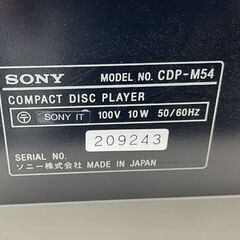 SONY MODEL NO. CDP-M54
COMPACT DISC PLAYER
〒 SONY IT 100V 10W 50/60Hz
209243
SERIAL NO.
ソニー株式会社 MADE IN JAPAN